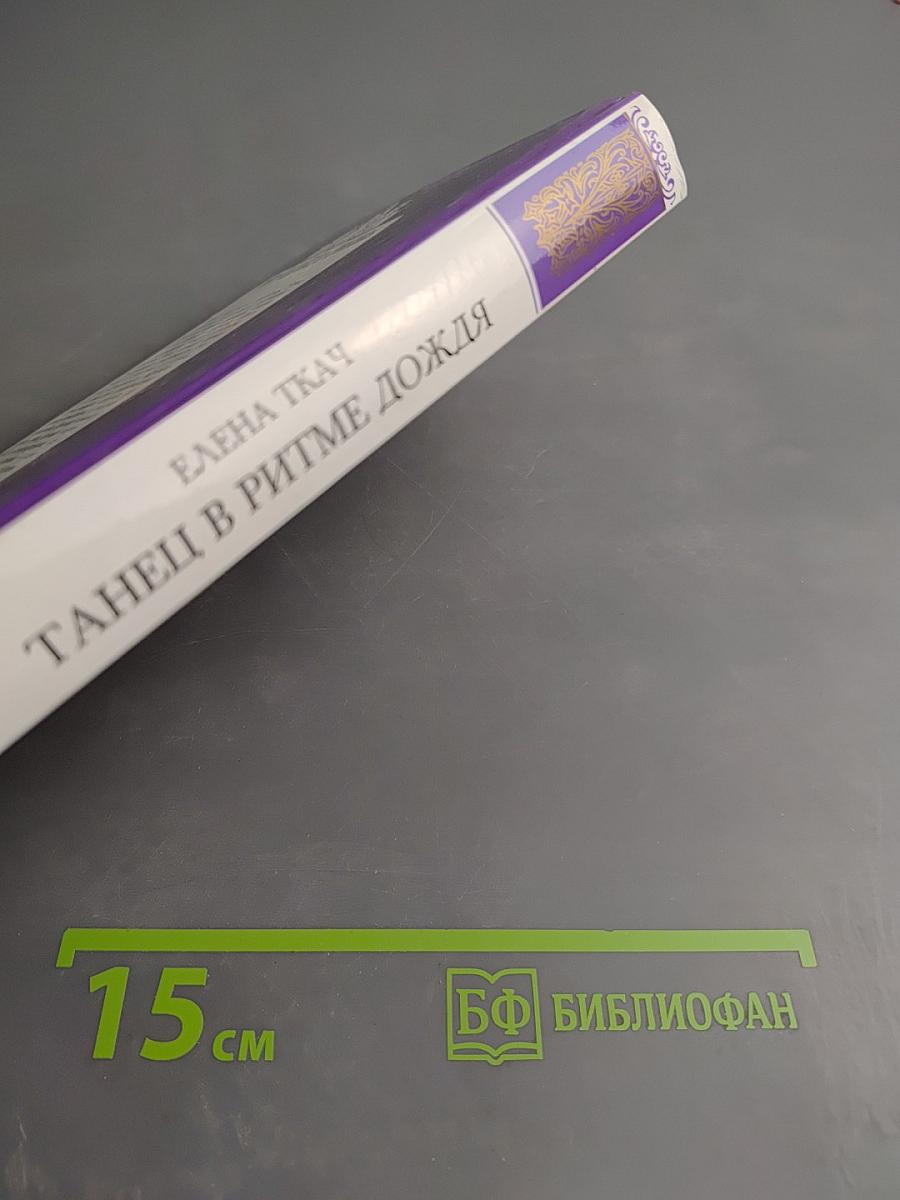 ЕЛЕНА ТКАЧ
ТАНЕЦ В РИТМЕ ДОЖДЯ
15 см
БФ БИБЛИОФАН